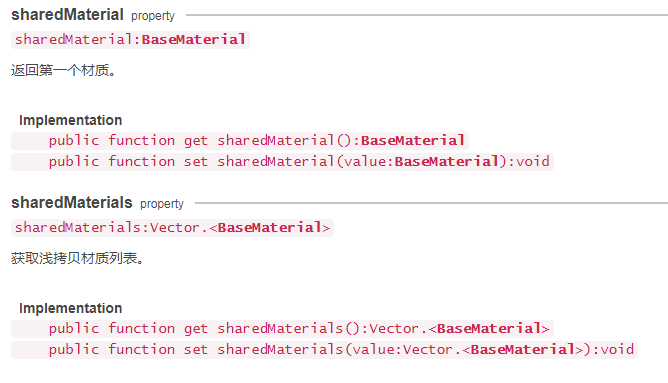 sharedMaterial property
sharedMaterial:BaseMaterial
返回第一个材质。
Implementation
public function get sharedMaterial():BaseMaterial
public function set sharedMaterial(value:BaseMaterial):void
sharedMaterials property
sharedMaterials:Vector.<BaseMaterial>
获取浅拷贝材质列表。
Implementation
public function get sharedMaterials():Vector.<BaseMaterial>
public function set sharedMaterials(value:Vector.<BaseMaterial>):void